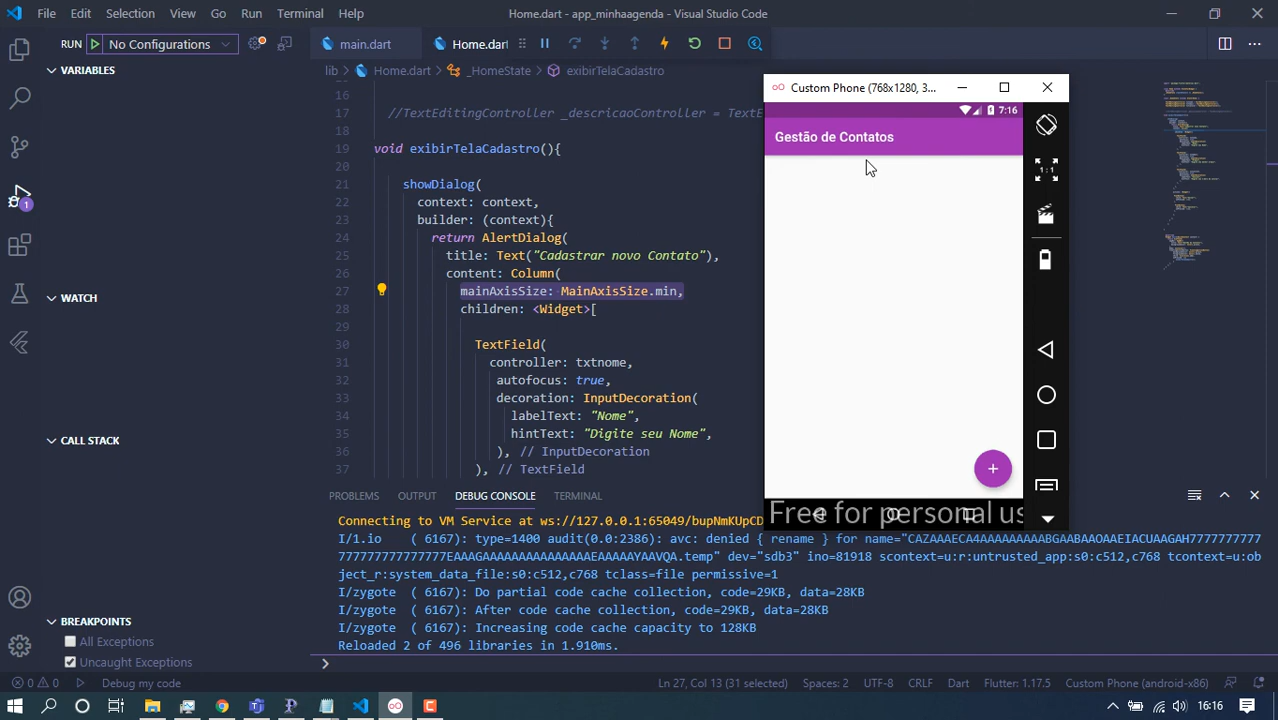 File Edit Selection View Go Run Terminal Help
Home.dart - app_minhaagenda - Visual Studio Code
RUN No Configurations
main.dart
Home.dart
VARIABLES
lib > Home.dart > _HomeState > exibirTelaCadastro
16
17 //TextEditingController _descricaoController = TextE
18
19 void exibirTelaCadastro(){
20
21 showDialog(
22 context: context,
23 builder: (context){
24 return AlertDialog(
25 title: Text("Cadastrar novo Contato"),
26 content: Column(
27 mainAxisSize: MainAxisSize.min,
28 children: <Widget>[
29
30 TextField(
31 controller: txtnome,
32 autofocus: true,
33 decoration: InputDecoration(
34 labelText: "Nome",
35 hintText: "Digite seu Nome",
36 ), // InputDecoration
37 ), // TextField
WATCH
CALL STACK
BREAKPOINTS
All Exceptions
Uncaught Exceptions
1
Custom Phone (768x1280, 3...
7:16
Gestão de Contatos
+
Free for personal us
1:1
PROBLEMS OUTPUT DEBUG CONSOLE TERMINAL
Connecting to VM Service at ws://127.0.0.1:65049/bupNmKUpCD
I/1.io ( 6167): type=1400 audit(0.0:2386): avc: denied { rename } for
dev="sdb3" ino=81918 scontext=u:r:untrusted_app:s0:c512,c768 tcontext=u:ob
ject_r:system_data_file:s0:c512,c768 tclass=file permissive=1
I/zygote ( 6167): Do partial code cache collection, code=29KB, data=28KB
I/zygote ( 6167): After code cache collection, code=29KB, data=28KB
I/zygote ( 6167): Increasing code cache capacity to 128KB
Reloaded 2 of 496 libraries in 1.910ms.
0 0 Debug my code
Ln 27, Col 13 (31 selected) Spaces: 2 UTF-8 CRLF Dart Flutter: 1.17.5 Custom Phone (android-x86)
16:16